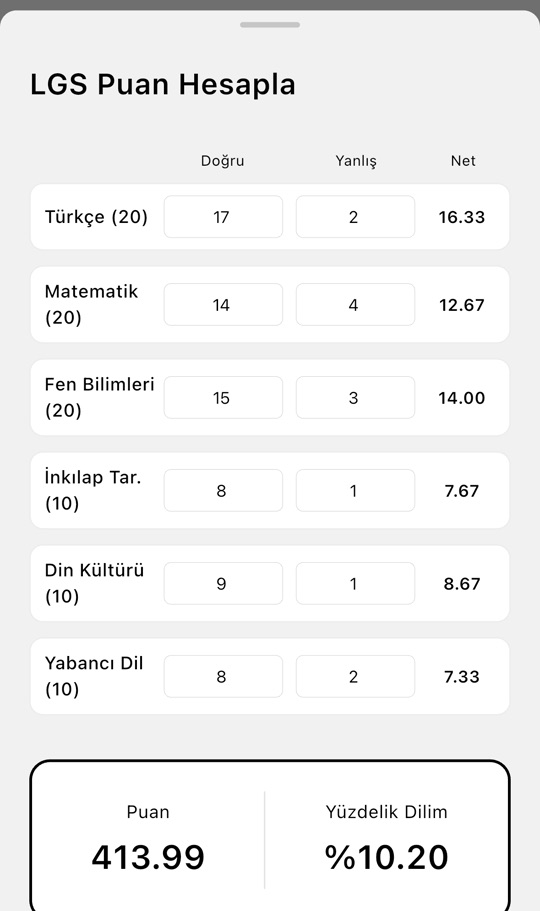 LGS Puan Hesapla
Doğru Yanlış Net
Türkçe (20) 17 2 16.33
Matematik
(20) 14 4 12.67
Fen Bilimleri
(20) 15 3 14.00
İnkılap Tar.
(10) 8 1 7.67
Din Kültürü
(10) 9 1 8.67
Yabancı Dil
(10) 8 2 7.33
Puan Yüzdelik Dilim
413.99 %10.20